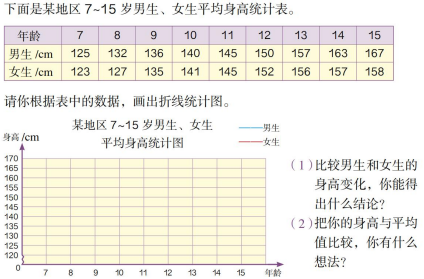 下面是某地区 7~15 岁男生、女生平均身高统计表。
年龄 7 8 9 10 11 12 13 14 15
男生/cm 125 132 136 140 145 150 157 163 167
女生/cm 123 127 135 141 145 152 156 157 158
请你根据表中的数据，画出折线统计图。
某地区 7~15 岁男生、女生
平均身高统计图
男生
女生
身高/cm
170
165
160
155
150
145
140
135
130
125
120
0
7 8 9 10 11 12 13 14 15 年龄
（1）比较男生和女生的
身高变化，你能得
出什么结论？
（2）把你的身高与平均
值比较，你有什么
想法？